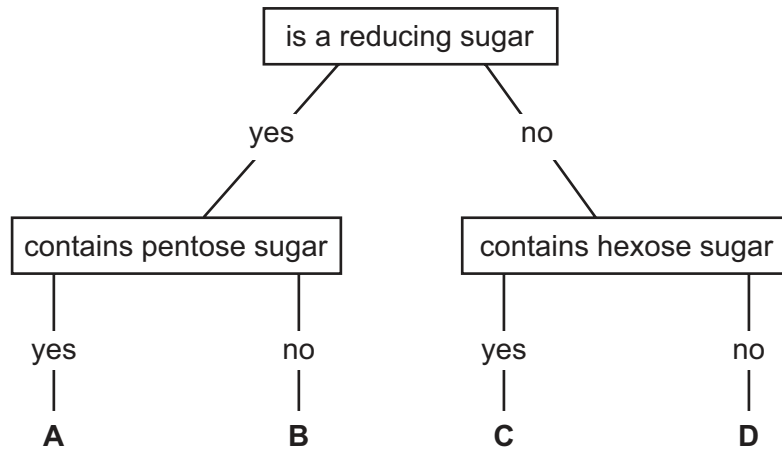 is a reducing sugar
yes
no
contains pentose sugar
contains hexose sugar
yes
no
yes
no
A
B
C
D